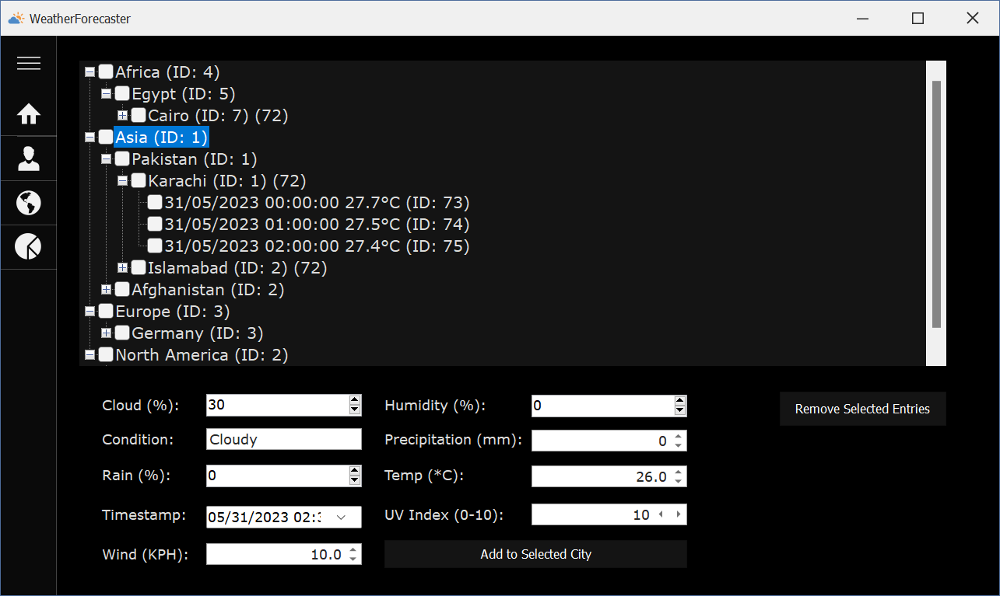 WeatherForecaster
Africa (ID: 4)
Egypt (ID: 5)
Cairo (ID: 7) (72)
Asia (ID: 1)
Pakistan (ID: 1)
Karachi (ID: 1) (72)
31/05/2023 00:00:00 27.7°C (ID: 73)
31/05/2023 01:00:00 27.5°C (ID: 74)
31/05/2023 02:00:00 27.4°C (ID: 75)
Islamabad (ID: 2) (72)
Afghanistan (ID: 2)
Europe (ID: 3)
Germany (ID: 3)
North America (ID: 2)
Cloud (%): 30 Humidity (%): 0 Remove Selected Entries
Condition: Cloudy Precipitation (mm): 0
Rain (%): 0 Temp (*C): 26.0
Timestamp: 05/31/2023 02: UV Index (0-10): 10
Wind (KPH): 10.0 Add to Selected City